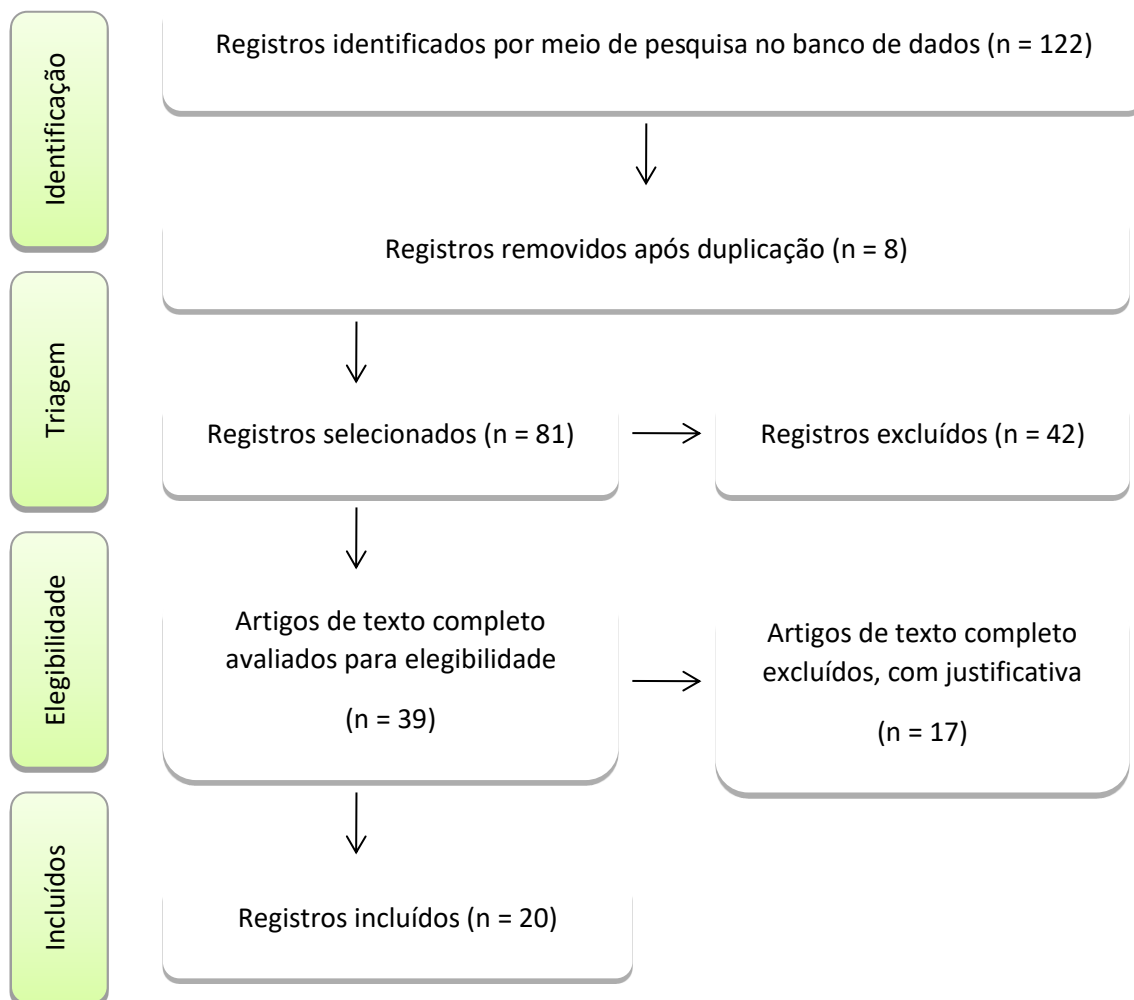 Identificação
Registros identificados por meio de pesquisa no banco de dados (n = 122)
Registros removidos após duplicação (n = 8)
Triagem
Registros selecionados (n = 81)
Registros excluídos (n = 42)
Elegibilidade
Artigos de texto completo
avaliados para elegibilidade
(n = 39)
Artigos de texto completo
excluídos, com justificativa
(n = 17)
Incluídos
Registros incluídos (n = 20)